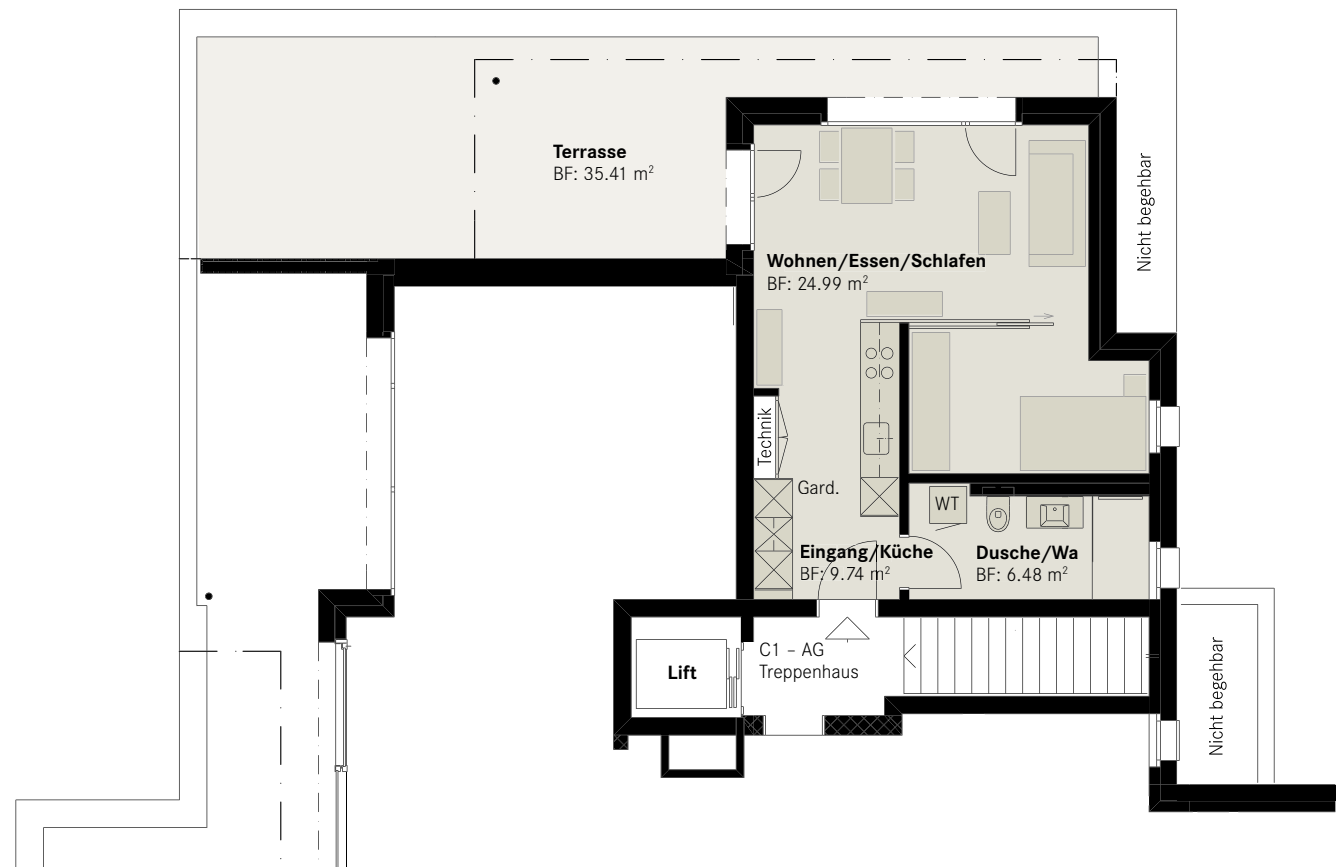 Terrasse
BF: 35.41 m²
Nicht begehbar
Wohnen/Essen/Schlafen
BF: 24.99 m²
Technik
Gard.
WT
Eingang/Küche
BF: 9.74 m²
Dusche/Wa
BF: 6.48 m²
C1 – AG
Treppenhaus
Lift
Nicht begehbar